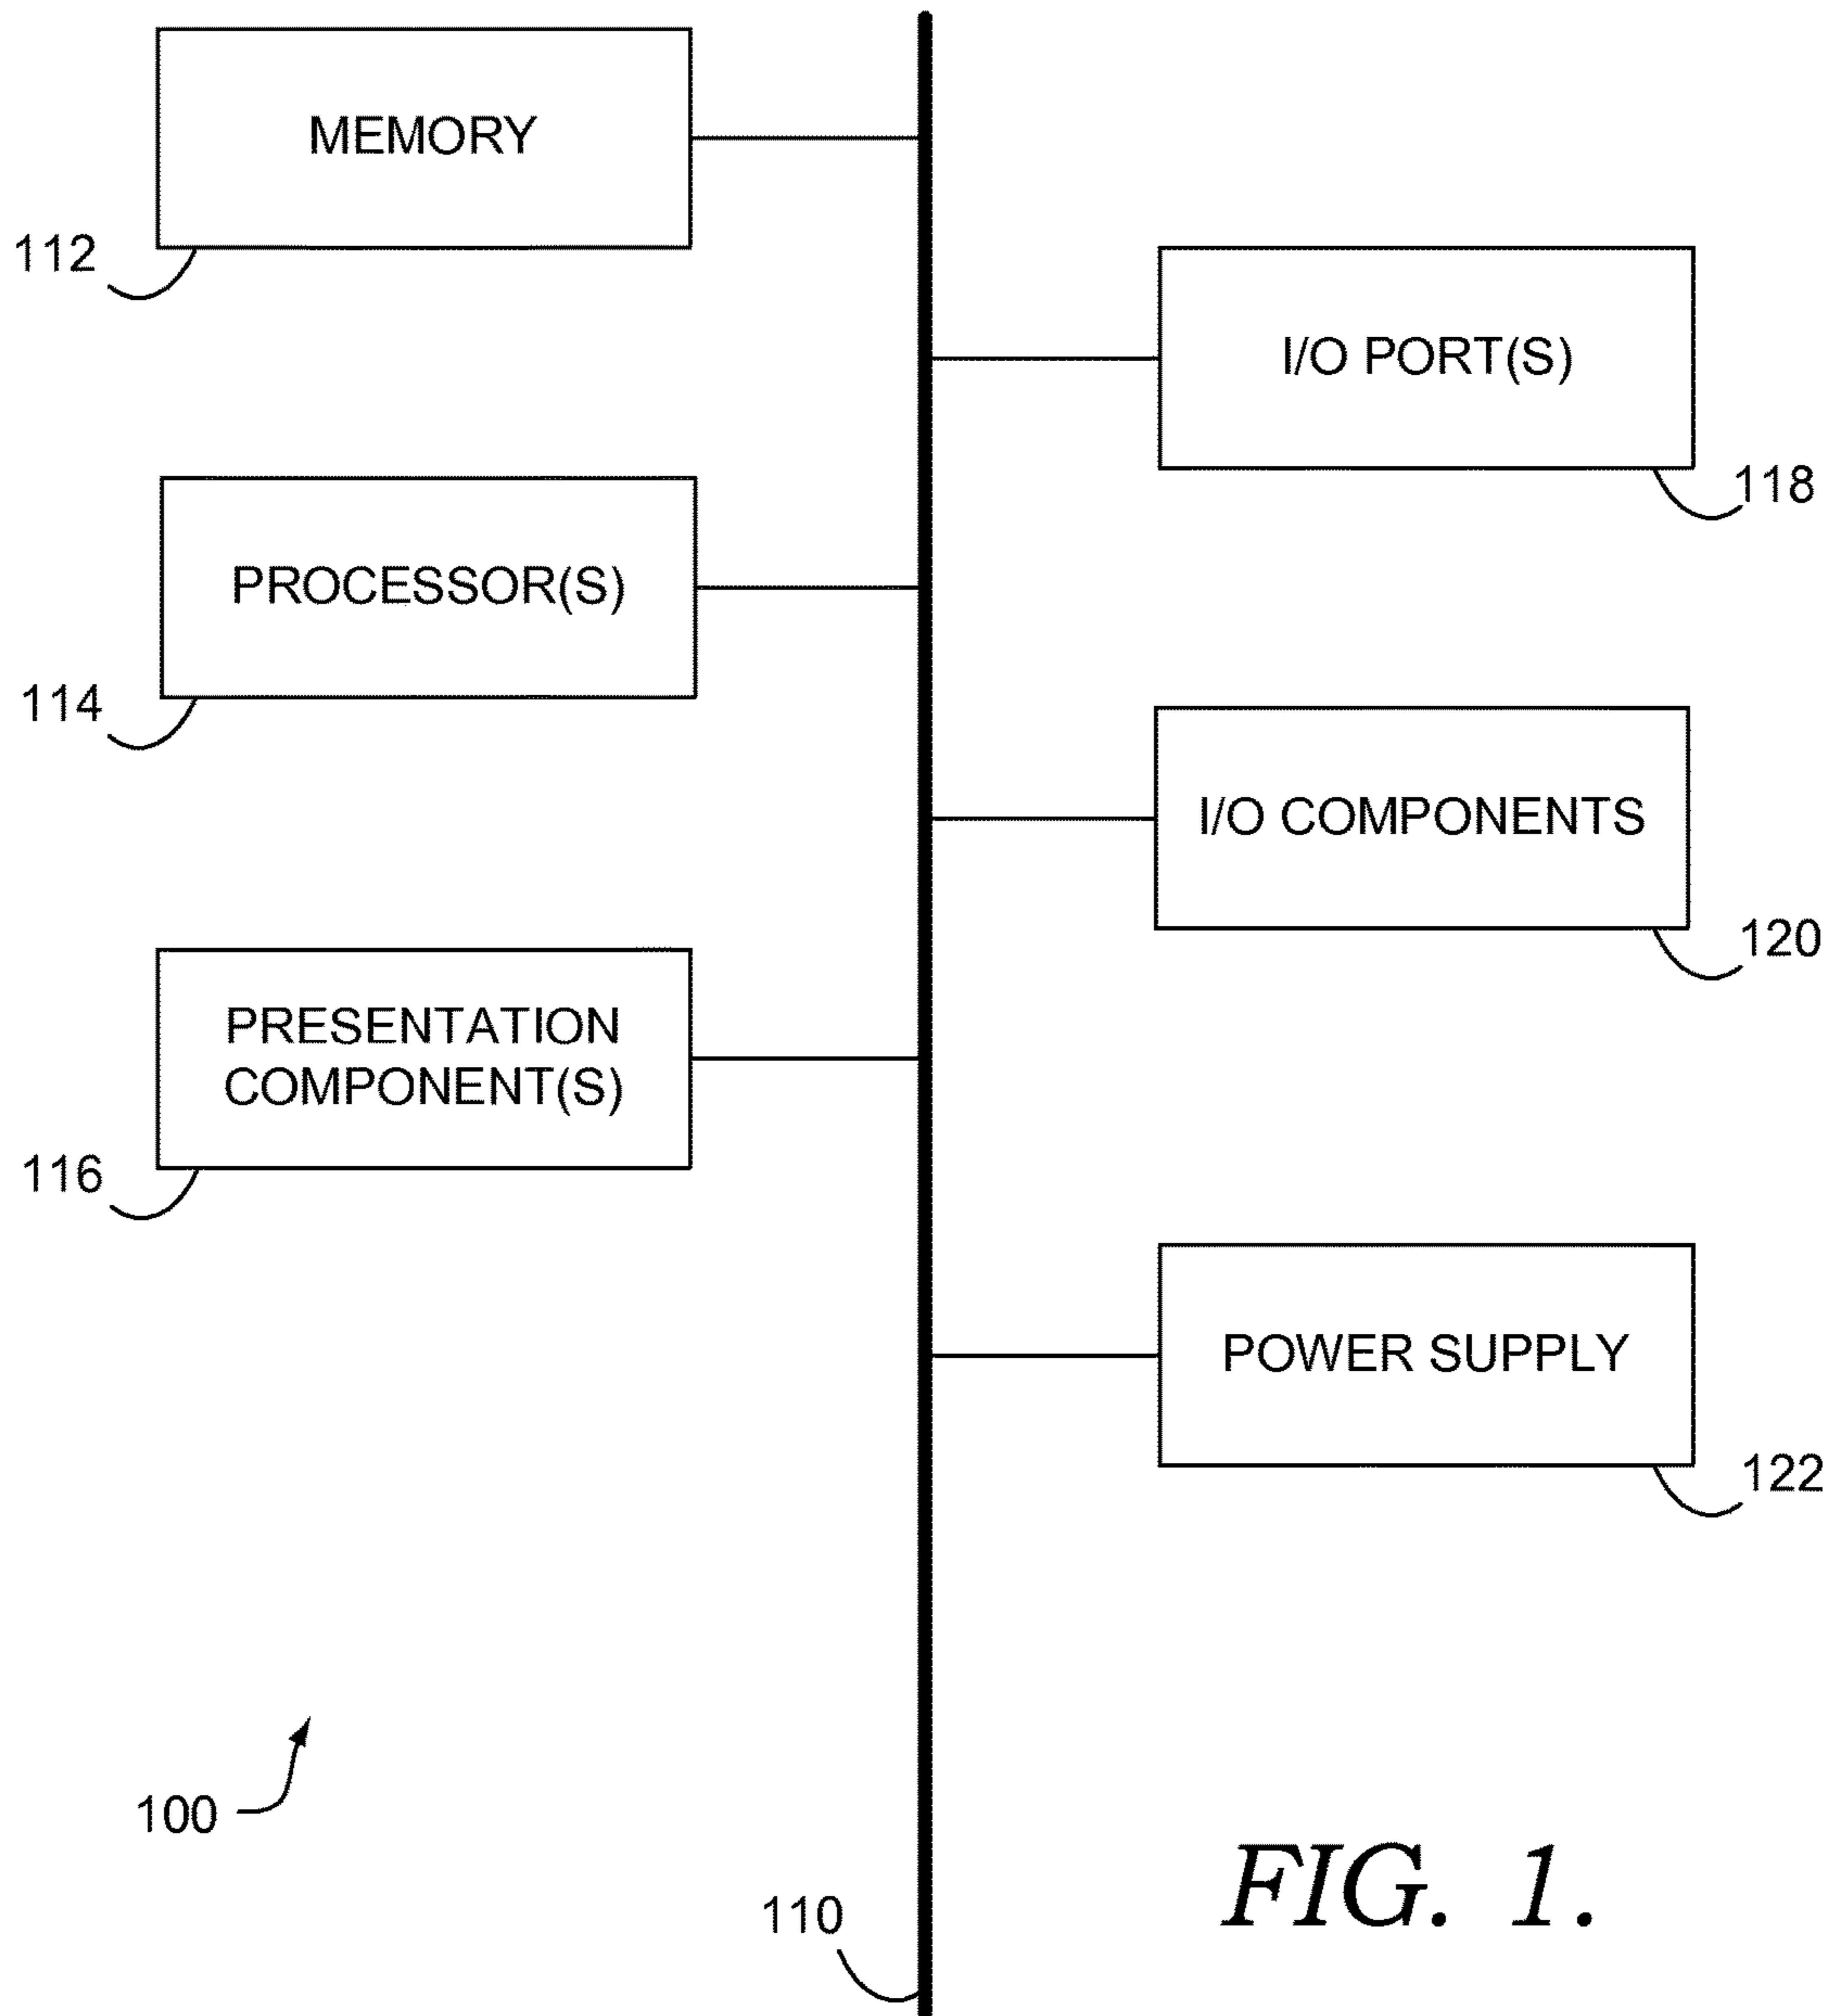 MEMORY
112
I/O PORT(S)
118
PROCESSOR(S)
114
I/O COMPONENTS
120
PRESENTATION
COMPONENT(S)
116
POWER SUPPLY
122
100
110
FIG. 1.